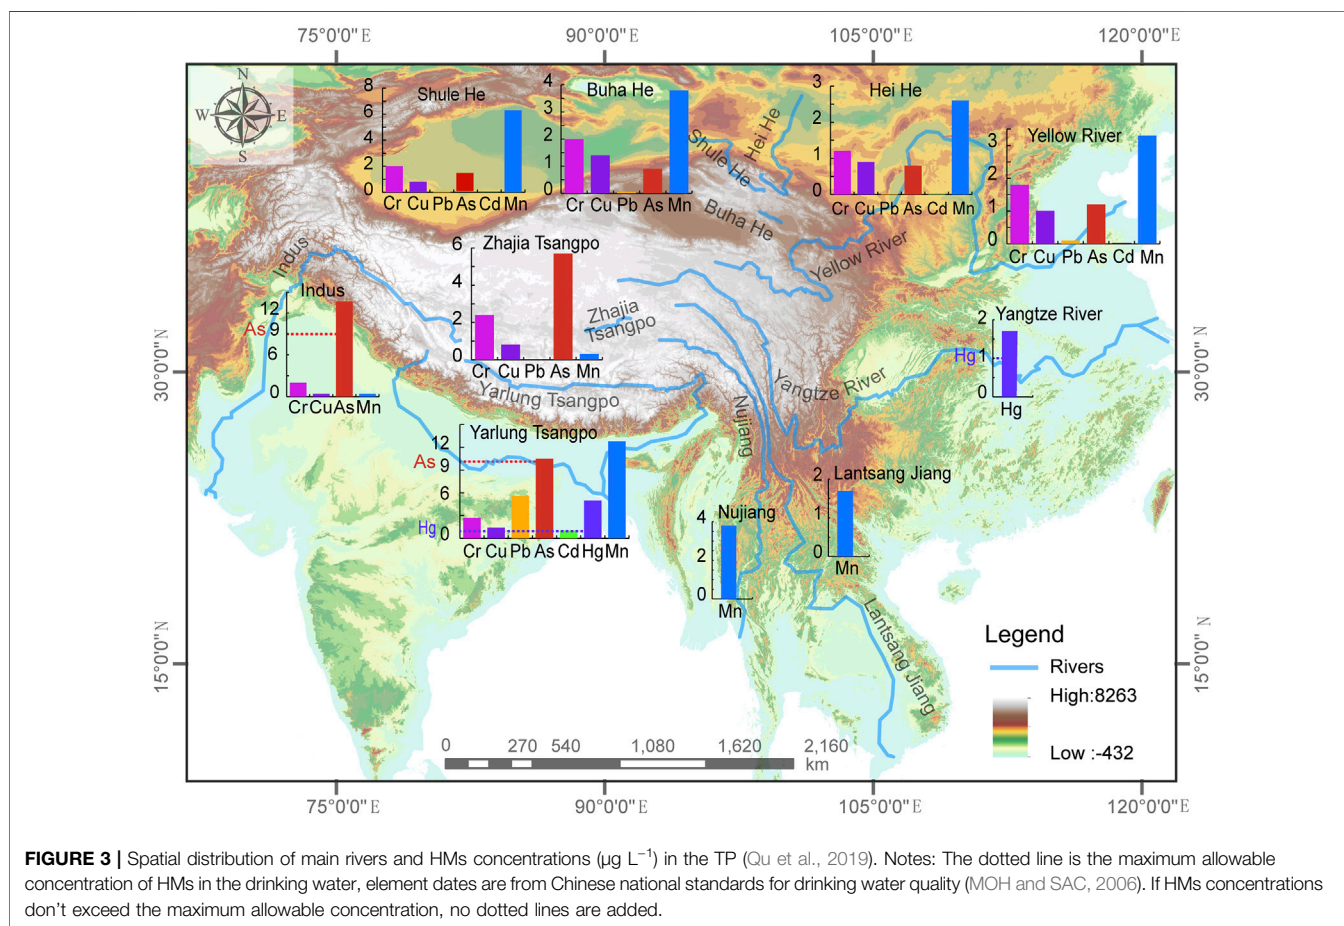 75°0'0"E 90°0'0"E 105°0'0"E 120°0'0"E
N
W E
S
Shule He
8
6
4
2
0
Cr Cu Pb As Cd Mn
Buha He
4
3
2
1
0
Cr Cu Pb As Mn
Hei He
3
2
1
0
Cr Cu Pb As Cd Mn
Yellow River
3
2
1
0
Cr Cu Pb As Cd Mn
Shule He
Hei He
Buha He
Yellow River
Indus
Indus
12
As 9
6
0
Cr Cu As Mn
Zhajia Tsangpo
6
4
2
0
Cr Cu Pb As Mn
Zhajia
Tsangpo
Yangtze River
2
Hg 1
0
Hg
30°0'0" N
30°0'0" N
Yarlung Tsangpo
Yangtze River
Nujiang
Yarlung Tsangpo
12
As 9
6
Hg
0
Cr Cu Pb As Cd Hg Mn
Lantsang Jiang
2
1
0
Mn
Nujiang
4
2
0
Mn
Lantsang Jiang
15°0'0" N
15°0'0" N
Legend
Rivers
High:8263
Low :-432
0 270 540 1,080 1,620 2,160
km
75°0'0"E 90°0'0"E 105°0'0"E 120°0'0"E
FIGURE 3 | Spatial distribution of main rivers and HMs concentrations (μg L⁻¹) in the TP (Qu et al., 2019). Notes: The dotted line is the maximum allowable
concentration of HMs in the drinking water, element dates are from Chinese national standards for drinking water quality (MOH and SAC, 2006). If HMs concentrations
don't exceed the maximum allowable concentration, no dotted lines are added.